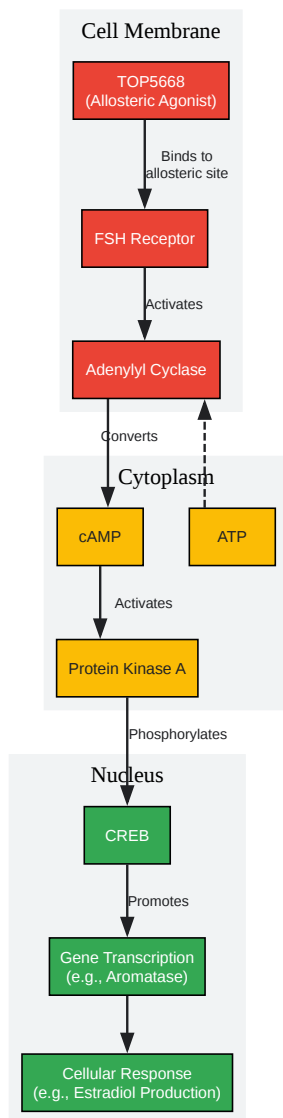 Cell Membrane
TOP5668
(Allosteric Agonist)
Binds to
allosteric site
FSH Receptor
Activates
Adenylyl Cyclase
Converts
Cytoplasm
cAMP
ATP
Activates
Protein Kinase A
Phosphorylates
Nucleus
CREB
Promotes
Gene Transcription
(e.g., Aromatase)
Cellular Response
(e.g., Estradiol Production)